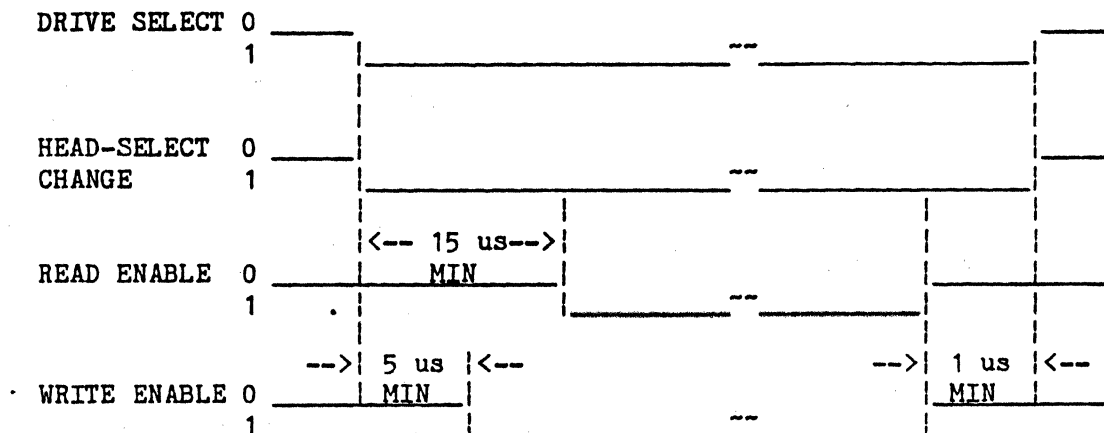 DRIVE SELECT 0
1
HEAD-SELECT 0
CHANGE 1
<-- 15 us-->
READ ENABLE 0 MIN
1
--> 5 us <-- --> 1 us <--
WRITE ENABLE 0 MIN MIN
1